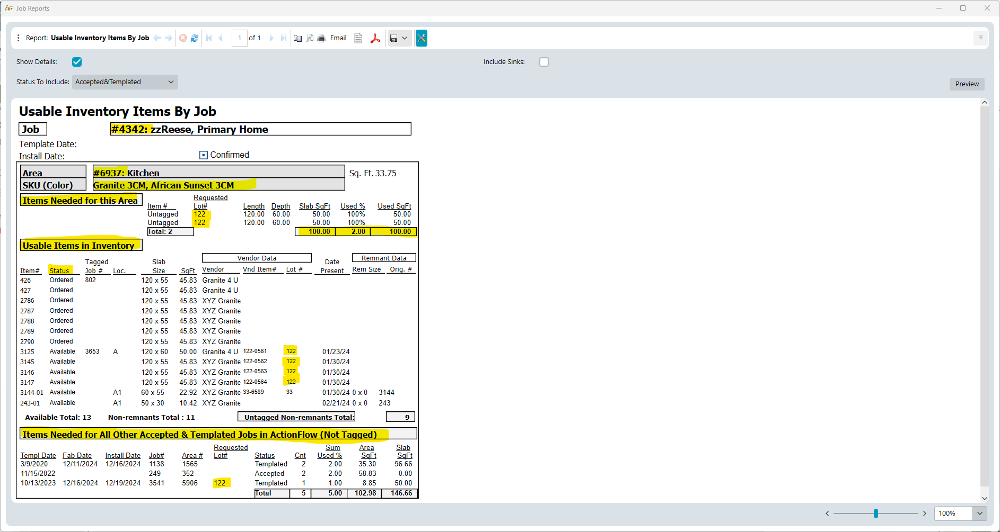 Job Reports
Report: Usable Inventory Items By Job 1 of 1 Email
Show Details: Include Sinks:
Status To Include: Accepted&Templated
Preview
Usable Inventory Items By Job
Job #4342: zzReese, Primary Home
Template Date:
Install Date: Confirmed
Area #6937: Kitchen Sq. Ft. 33.75
SKU (Color) Granite 3CM, African Sunset 3CM
Items Needed for this Area
Requested
Item # Lot# Length Depth Slab SqFt Used % Used SqFt
Untagged 122 120.00 60.00 50.00 100% 50.00
Untagged 122 120.00 60.00 50.00 100% 50.00
Total: 2 100.00 2.00 100.00
Usable Items in Inventory
Tagged Slab Vendor Data Date Remnant Data
Item# Status Job # Loc. Size SqFt Vendor Vnd Item# Lot # Present Rem Size Orig. #
426 Ordered 802 120 x 55 45.83 Granite 4 U
427 Ordered 120 x 55 45.83 Granite 4 U
2786 Ordered 120 x 55 45.83 XYZ Granite
2787 Ordered 120 x 55 45.83 XYZ Granite
2788 Ordered 120 x 55 45.83 XYZ Granite
2789 Ordered 120 x 55 45.83 XYZ Granite
2790 Ordered 120 x 55 45.83 XYZ Granite
3125 Available 3653 A 120 x 60 50.00 Granite 4 U 122-0561 122 01/23/24
3145 Available 120 x 55 45.83 XYZ Granite 122-0562 122 01/30/24
3146 Available 120 x 55 45.83 XYZ Granite 122-0563 122 01/30/24
3147 Available 120 x 55 45.83 XYZ Granite 122-0564 122 01/30/24
3144-01 Available A1 60 x 55 22.92 XYZ Granite 33-6589 33 01/30/24 0 x 0 3144
243-01 Available A1 50 x 30 10.42 XYZ Granite 02/21/24 0 x 0 243
Available Total: 13 Non-remnants Total : 11 Untagged Non-remnants Total: 9
Items Needed for All Other Accepted & Templated Jobs in ActionFlow (Not Tagged)
Requested Sum Area Slab
Templ Date Fab Date Install Date Job# Area # Lot# Status Cnt Used % SqFt SqFt
3/9/2020 12/11/2024 12/16/2024 1138 1565 Templated 2 2.00 35.30 96.66
11/15/2022 249 352 Accepted 2 2.00 58.83 0.00
10/13/2023 12/16/2024 12/19/2024 3541 5906 122 Templated 1 1.00 8.85 50.00
Total 5 5.00 102.98 146.66
100%